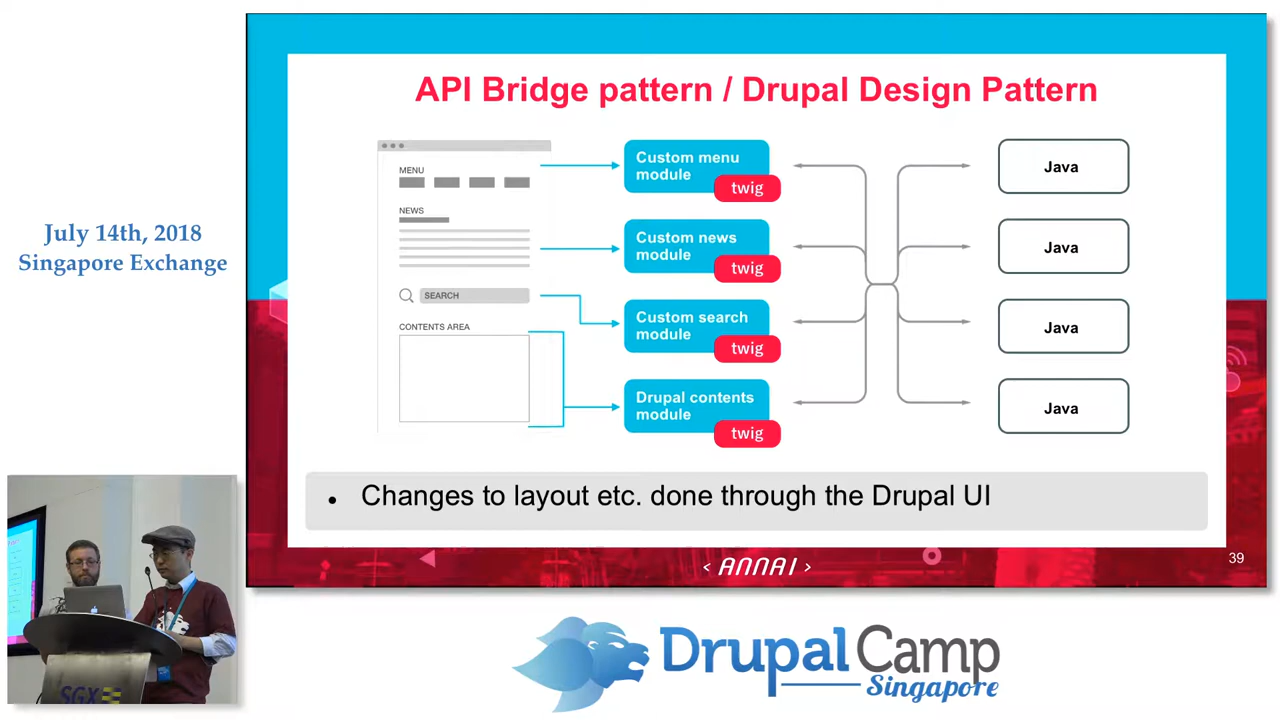 API Bridge pattern / Drupal Design Pattern
July 14th, 2018
Singapore Exchange
MENU
NEWS
SEARCH
CONTENTS AREA
Custom menu
module
twig
Custom news
module
twig
Custom search
module
twig
Drupal contents
module
twig
Java
Java
Java
Java
• Changes to layout etc. done through the Drupal UI
< ANNAI >
39
SGX
DrupalCamp
Singapore